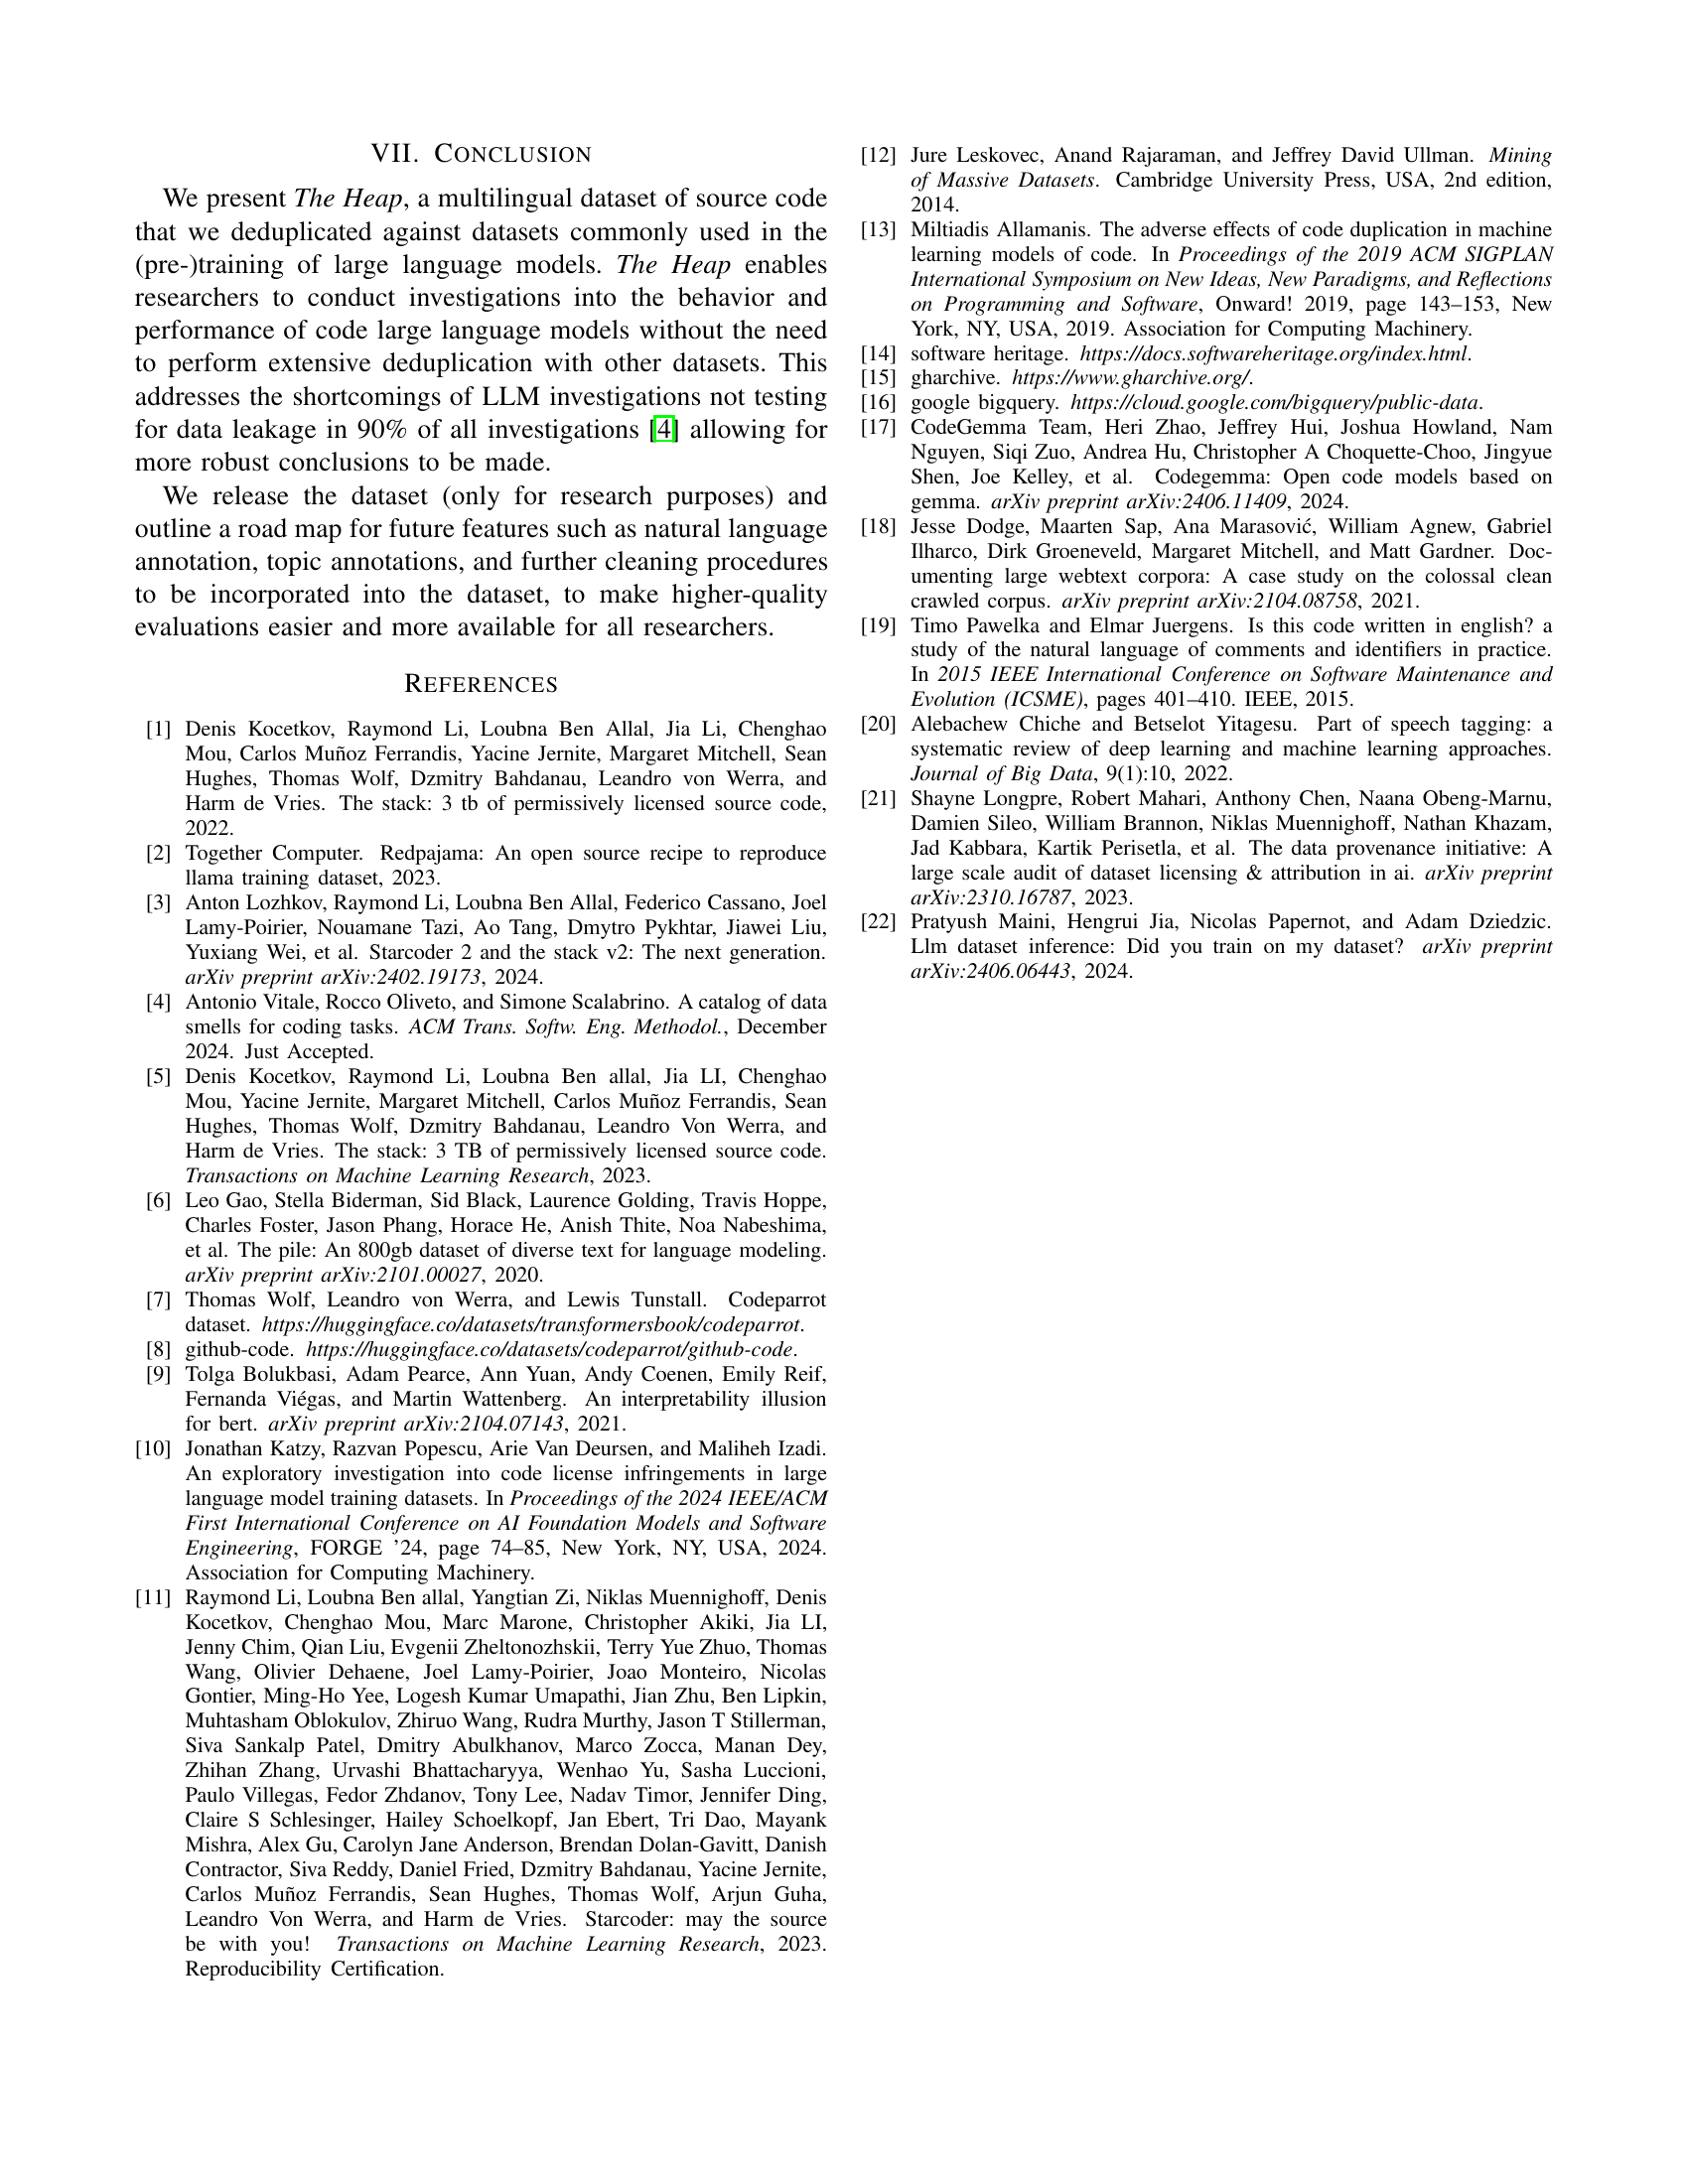 VII. CONCLUSION
We present The Heap, a multilingual dataset of source code
that we deduplicated against datasets commonly used in the
(pre-)training of large language models. The Heap enables
researchers to conduct investigations into the behavior and
performance of code large language models without the need
to perform extensive deduplication with other datasets. This
addresses the shortcomings of LLM investigations not testing
for data leakage in 90% of all investigations [4] allowing for
more robust conclusions to be made.
We release the dataset (only for research purposes) and
outline a road map for future features such as natural language
annotation, topic annotations, and further cleaning procedures
to be incorporated into the dataset, to make higher-quality
evaluations easier and more available for all researchers.
REFERENCES
[1] Denis Kocetkov, Raymond Li, Loubna Ben Allal, Jia Li, Chenghao
Mou, Carlos Muñoz Ferrandis, Yacine Jernite, Margaret Mitchell, Sean
Hughes, Thomas Wolf, Dzmitry Bahdanau, Leandro von Werra, and
Harm de Vries. The stack: 3 tb of permissively licensed source code,
2022.
[2] Together Computer. Redpajama: An open source recipe to reproduce
llama training dataset, 2023.
[3] Anton Lozhkov, Raymond Li, Loubna Ben Allal, Federico Cassano, Joel
Lamy-Poirier, Nouamane Tazi, Ao Tang, Dmytro Pykhtar, Jiawei Liu,
Yuxiang Wei, et al. Starcoder 2 and the stack v2: The next generation.
arXiv preprint arXiv:2402.19173, 2024.
[4] Antonio Vitale, Rocco Oliveto, and Simone Scalabrino. A catalog of data
smells for coding tasks. ACM Trans. Softw. Eng. Methodol., December
2024. Just Accepted.
[5] Denis Kocetkov, Raymond Li, Loubna Ben allal, Jia LI, Chenghao
Mou, Yacine Jernite, Margaret Mitchell, Carlos Muñoz Ferrandis, Sean
Hughes, Thomas Wolf, Dzmitry Bahdanau, Leandro Von Werra, and
Harm de Vries. The stack: 3 TB of permissively licensed source code.
Transactions on Machine Learning Research, 2023.
[6] Leo Gao, Stella Biderman, Sid Black, Laurence Golding, Travis Hoppe,
Charles Foster, Jason Phang, Horace He, Anish Thite, Noa Nabeshima,
et al. The pile: An 800gb dataset of diverse text for language modeling.
arXiv preprint arXiv:2101.00027, 2020.
[7] Thomas Wolf, Leandro von Werra, and Lewis Tunstall. Codeparrot
dataset. https://huggingface.co/datasets/transformersbook/codeparrot.
[8] github-code. https://huggingface.co/datasets/codeparrot/github-code.
[9] Tolga Bolukbasi, Adam Pearce, Ann Yuan, Andy Coenen, Emily Reif,
Fernanda Viégas, and Martin Wattenberg. An interpretability illusion
for bert. arXiv preprint arXiv:2104.07143, 2021.
[10] Jonathan Katzy, Razvan Popescu, Arie Van Deursen, and Maliheh Izadi.
An exploratory investigation into code license infringements in large
language model training datasets. In Proceedings of the 2024 IEEE/ACM
First International Conference on AI Foundation Models and Software
Engineering, FORGE ’24, page 74–85, New York, NY, USA, 2024.
Association for Computing Machinery.
[11] Raymond Li, Loubna Ben allal, Yangtian Zi, Niklas Muennighoff, Denis
Kocetkov, Chenghao Mou, Marc Marone, Christopher Akiki, Jia LI,
Jenny Chim, Qian Liu, Evgenii Zheltonozhskii, Terry Yue Zhuo, Thomas
Wang, Olivier Dehaene, Joel Lamy-Poirier, Joao Monteiro, Nicolas
Gontier, Ming-Ho Yee, Logesh Kumar Umapathi, Jian Zhu, Ben Lipkin,
Muhtasham Oblokulov, Zhiruo Wang, Rudra Murthy, Jason T Stillerman,
Siva Sankalp Patel, Dmitry Abulkhanov, Marco Zocca, Manan Dey,
Zhihan Zhang, Urvashi Bhattacharyya, Wenhao Yu, Sasha Luccioni,
Paulo Villegas, Fedor Zhdanov, Tony Lee, Nadav Timor, Jennifer Ding,
Claire S Schlesinger, Hailey Schoelkopf, Jan Ebert, Tri Dao, Mayank
Mishra, Alex Gu, Carolyn Jane Anderson, Brendan Dolan-Gavitt, Danish
Contractor, Siva Reddy, Daniel Fried, Dzmitry Bahdanau, Yacine Jernite,
Carlos Muñoz Ferrandis, Sean Hughes, Thomas Wolf, Arjun Guha,
Leandro Von Werra, and Harm de Vries. Starcoder: may the source
be with you! Transactions on Machine Learning Research, 2023.
Reproducibility Certification.
[12] Jure Leskovec, Anand Rajaraman, and Jeffrey David Ullman. Mining
of Massive Datasets. Cambridge University Press, USA, 2nd edition,
2014.
[13] Miltiadis Allamanis. The adverse effects of code duplication in machine
learning models of code. In Proceedings of the 2019 ACM SIGPLAN
International Symposium on New Ideas, New Paradigms, and Reflections
on Programming and Software, Onward! 2019, page 143–153, New
York, NY, USA, 2019. Association for Computing Machinery.
[14] software heritage. https://docs.softwareheritage.org/index.html.
[15] gharchive. https://www.gharchive.org/.
[16] google bigquery. https://cloud.google.com/bigquery/public-data.
[17] CodeGemma Team, Heri Zhao, Jeffrey Hui, Joshua Howland, Nam
Nguyen, Siqi Zuo, Andrea Hu, Christopher A Choquette-Choo, Jingyue
Shen, Joe Kelley, et al. Codegemma: Open code models based on
gemma. arXiv preprint arXiv:2406.11409, 2024.
[18] Jesse Dodge, Maarten Sap, Ana Marasović, William Agnew, Gabriel
Ilharco, Dirk Groeneveld, Margaret Mitchell, and Matt Gardner. Doc-
umenting large webtext corpora: A case study on the colossal clean
crawled corpus. arXiv preprint arXiv:2104.08758, 2021.
[19] Timo Pawelka and Elmar Juergens. Is this code written in english? a
study of the natural language of comments and identifiers in practice.
In 2015 IEEE International Conference on Software Maintenance and
Evolution (ICSME), pages 401–410. IEEE, 2015.
[20] Alebachew Chiche and Betselot Yitagesu. Part of speech tagging: a
systematic review of deep learning and machine learning approaches.
Journal of Big Data, 9(1):10, 2022.
[21] Shayne Longpre, Robert Mahari, Anthony Chen, Naana Obeng-Marnu,
Damien Sileo, William Brannon, Niklas Muennighoff, Nathan Khazam,
Jad Kabbara, Kartik Perisetla, et al. The data provenance initiative: A
large scale audit of dataset licensing & attribution in ai. arXiv preprint
arXiv:2310.16787, 2023.
[22] Pratyush Maini, Hengrui Jia, Nicolas Papernot, and Adam Dziedzic.
Llm dataset inference: Did you train on my dataset? arXiv preprint
arXiv:2406.06443, 2024.